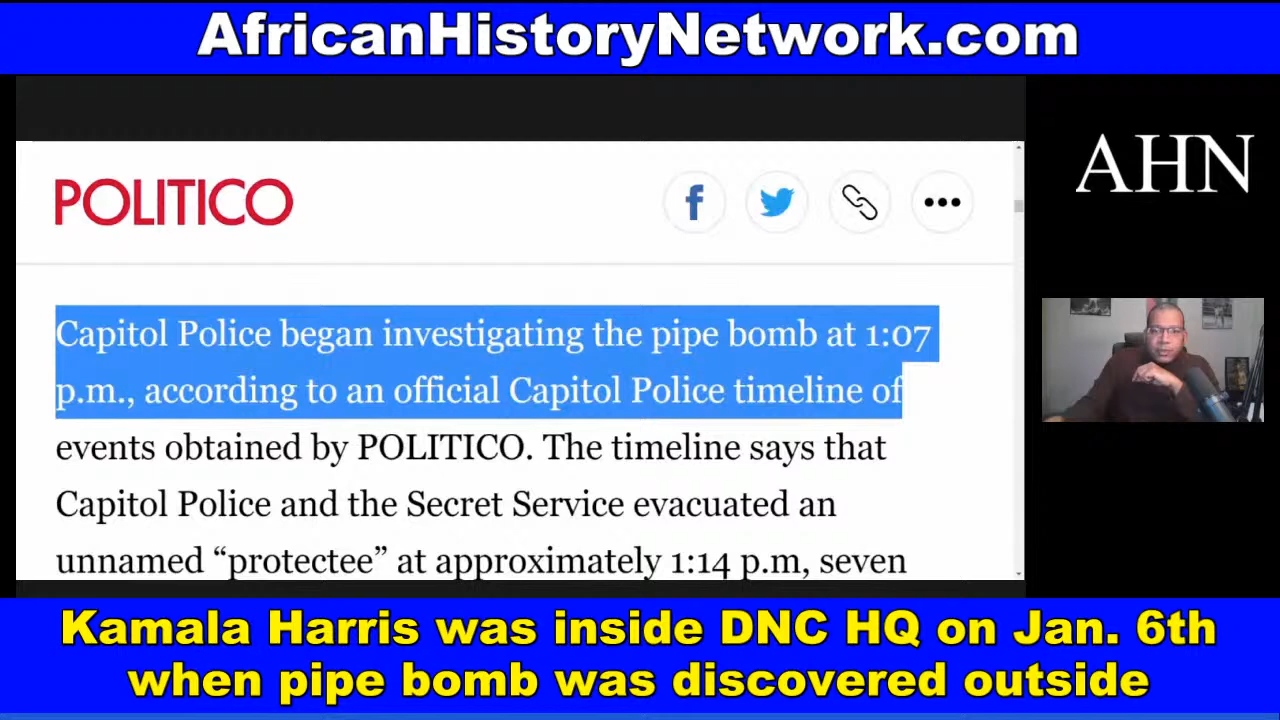 AfricanHistoryNetwork.com
AHN
POLITICO
Capitol Police began investigating the pipe bomb at 1:07
p.m., according to an official Capitol Police timeline of
events obtained by POLITICO. The timeline says that
Capitol Police and the Secret Service evacuated an
unnamed “protectee” at approximately 1:14 p.m, seven
Kamala Harris was inside DNC HQ on Jan. 6th
when pipe bomb was discovered outside